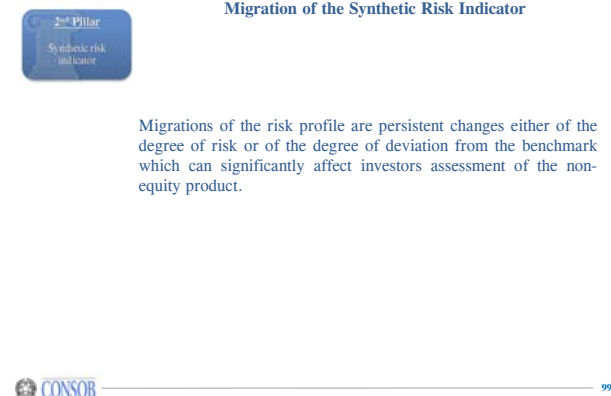 Migration of the Synthetic Risk Indicator
2nd Pillar
Synthetic risk
indicator
Migrations of the risk profile are persistent changes either of the
degree of risk or of the degree of deviation from the benchmark
which can significantly affect investors assessment of the non-
equity product.
CONSOB
99